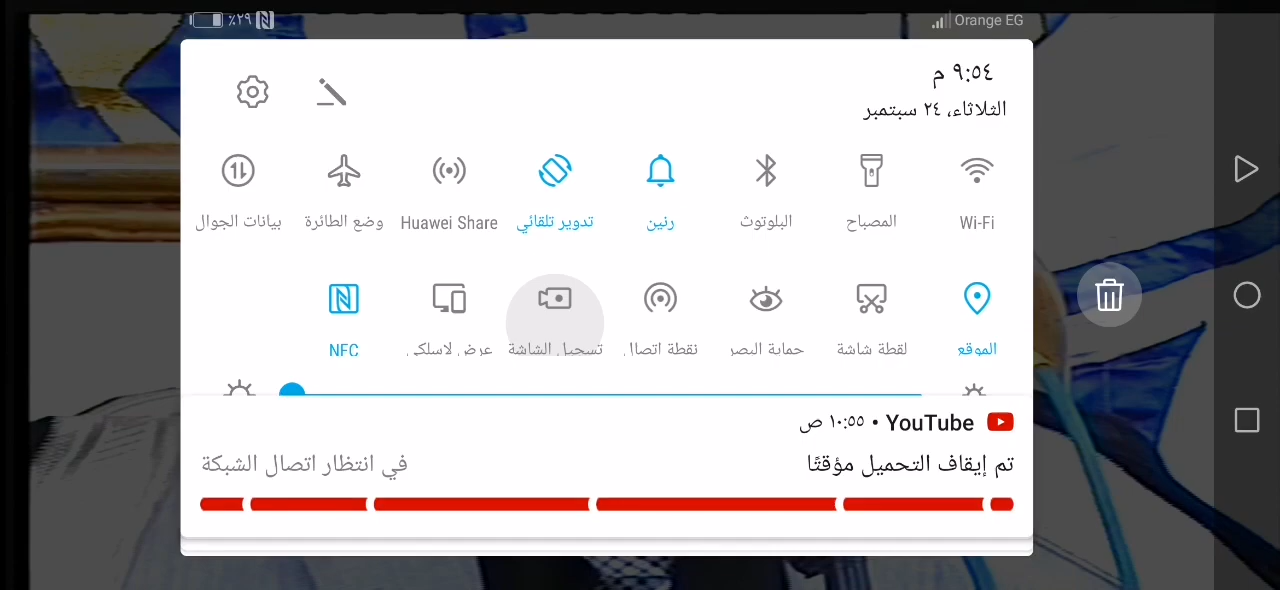 ٪٢٩
Orange EG
٩:٥٤ م
الثلاثاء، ٢٤ سبتمبر
Wi-Fi
المصباح
البلوتوث
رنين
تدوير تلقائي
Huawei Share
وضع الطائرة
بيانات الجوال
الموقع
لقطة شاشة
حماية البصر
نقطة اتصال
تسجيل الشاشة
عرض لاسلكي
NFC
YouTube • ١٠:٥٥ ص
تم إيقاف التحميل مؤقتًا
في انتظار اتصال الشبكة